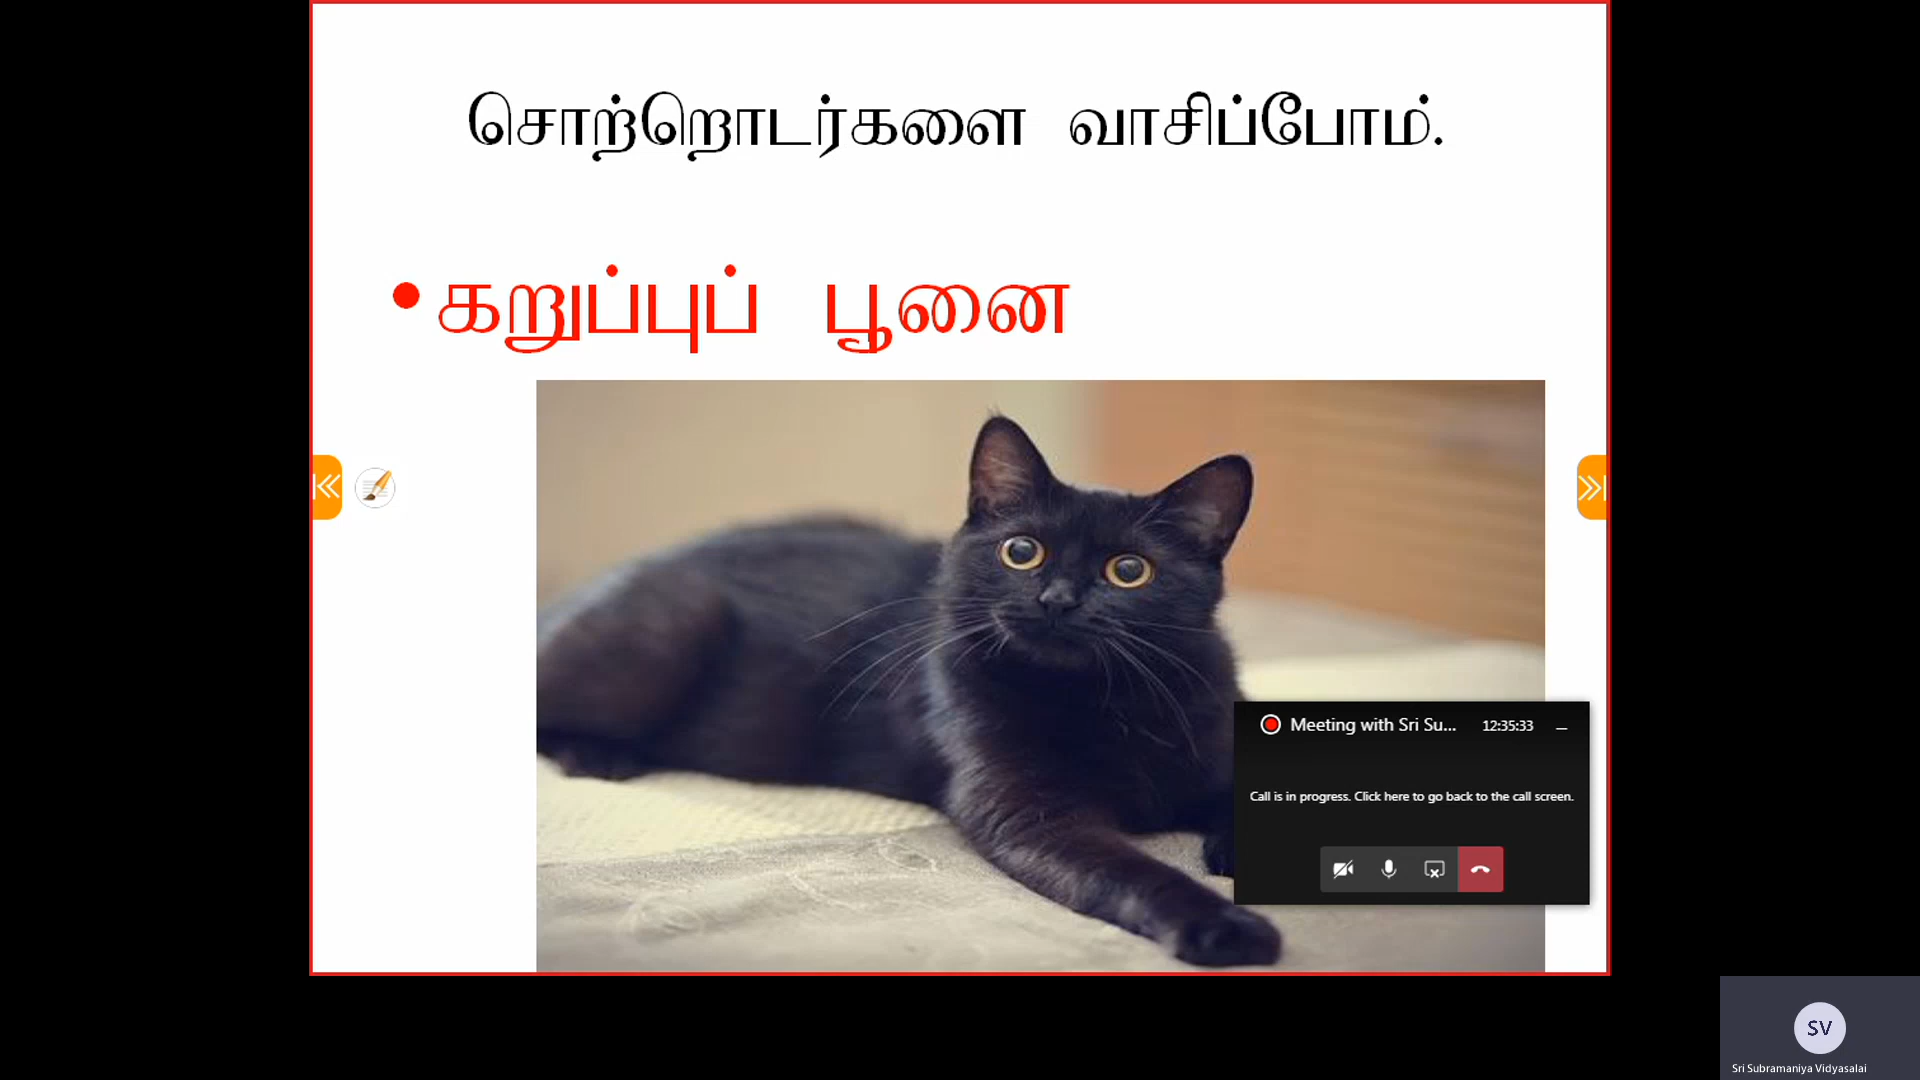 சொற்றொடர்களை வாசிப்போம்.
•கறுப்புப் பூனை
Meeting with Sri Su... 12:35:33
Call is in progress. Click here to go back to the call screen.
SV
Sri Subramaniya Vidyasalai